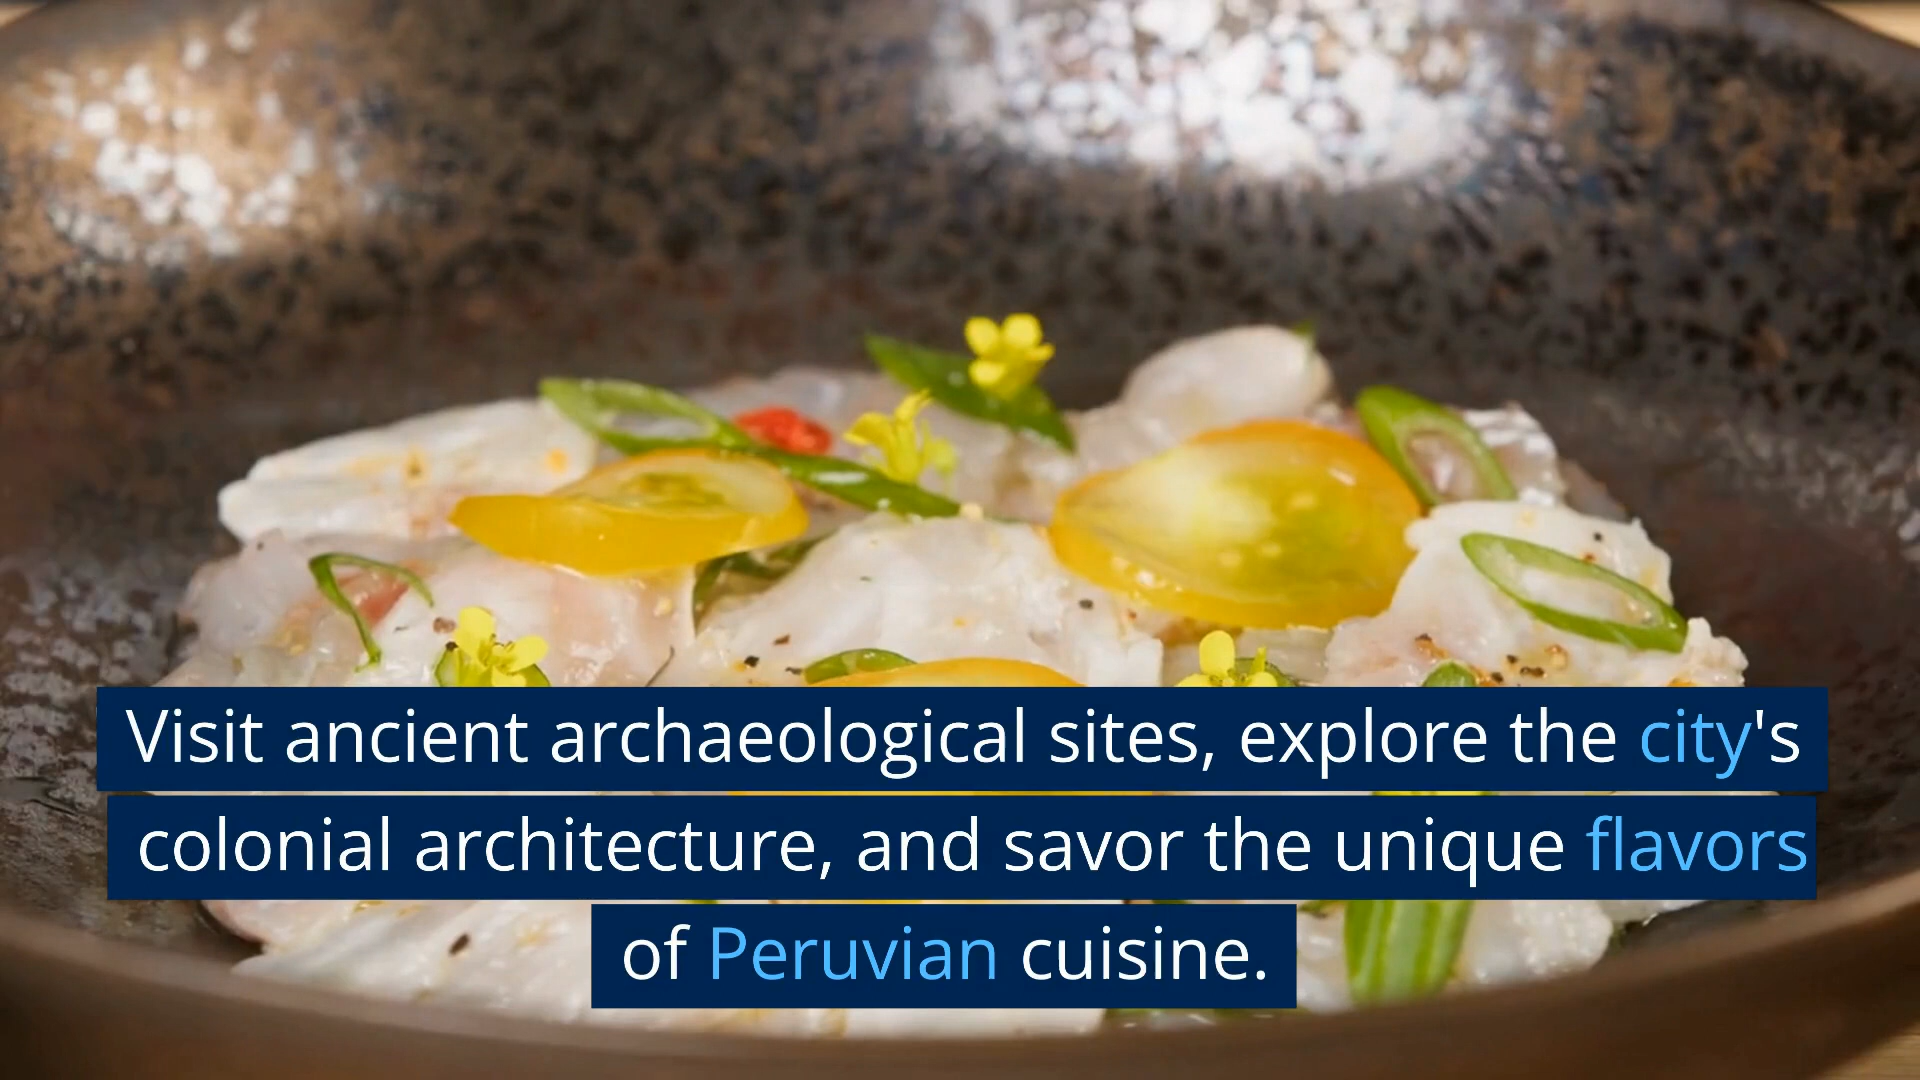 Visit ancient archaeological sites, explore the city's
colonial architecture, and savor the unique flavors
of Peruvian cuisine.